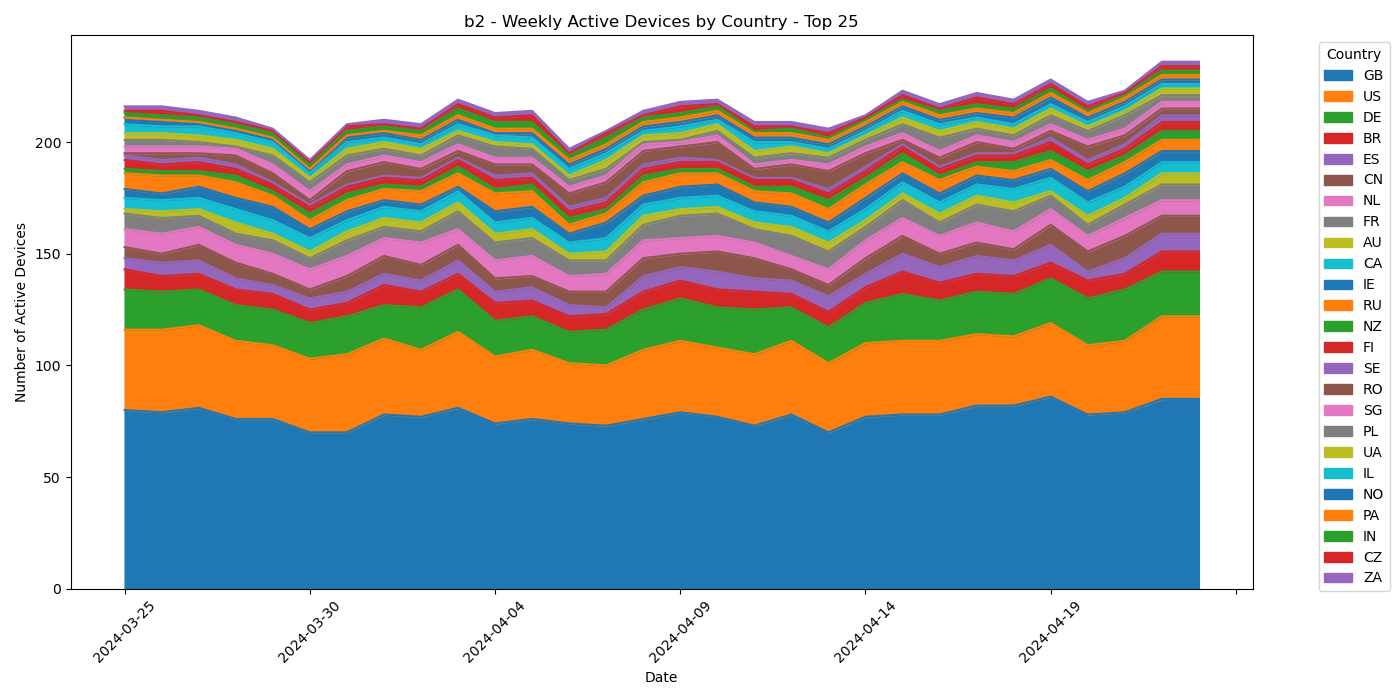 b2 - Weekly Active Devices by Country - Top 25
Number of Active Devices
200
150
100
50
0
2024-03-25
2024-03-30
2024-04-04
2024-04-09
2024-04-14
2024-04-19
Date
Country
GB
US
DE
BR
ES
CN
NL
FR
AU
CA
IE
RU
NZ
FI
SE
RO
SG
PL
UA
IL
NO
PA
IN
CZ
ZA